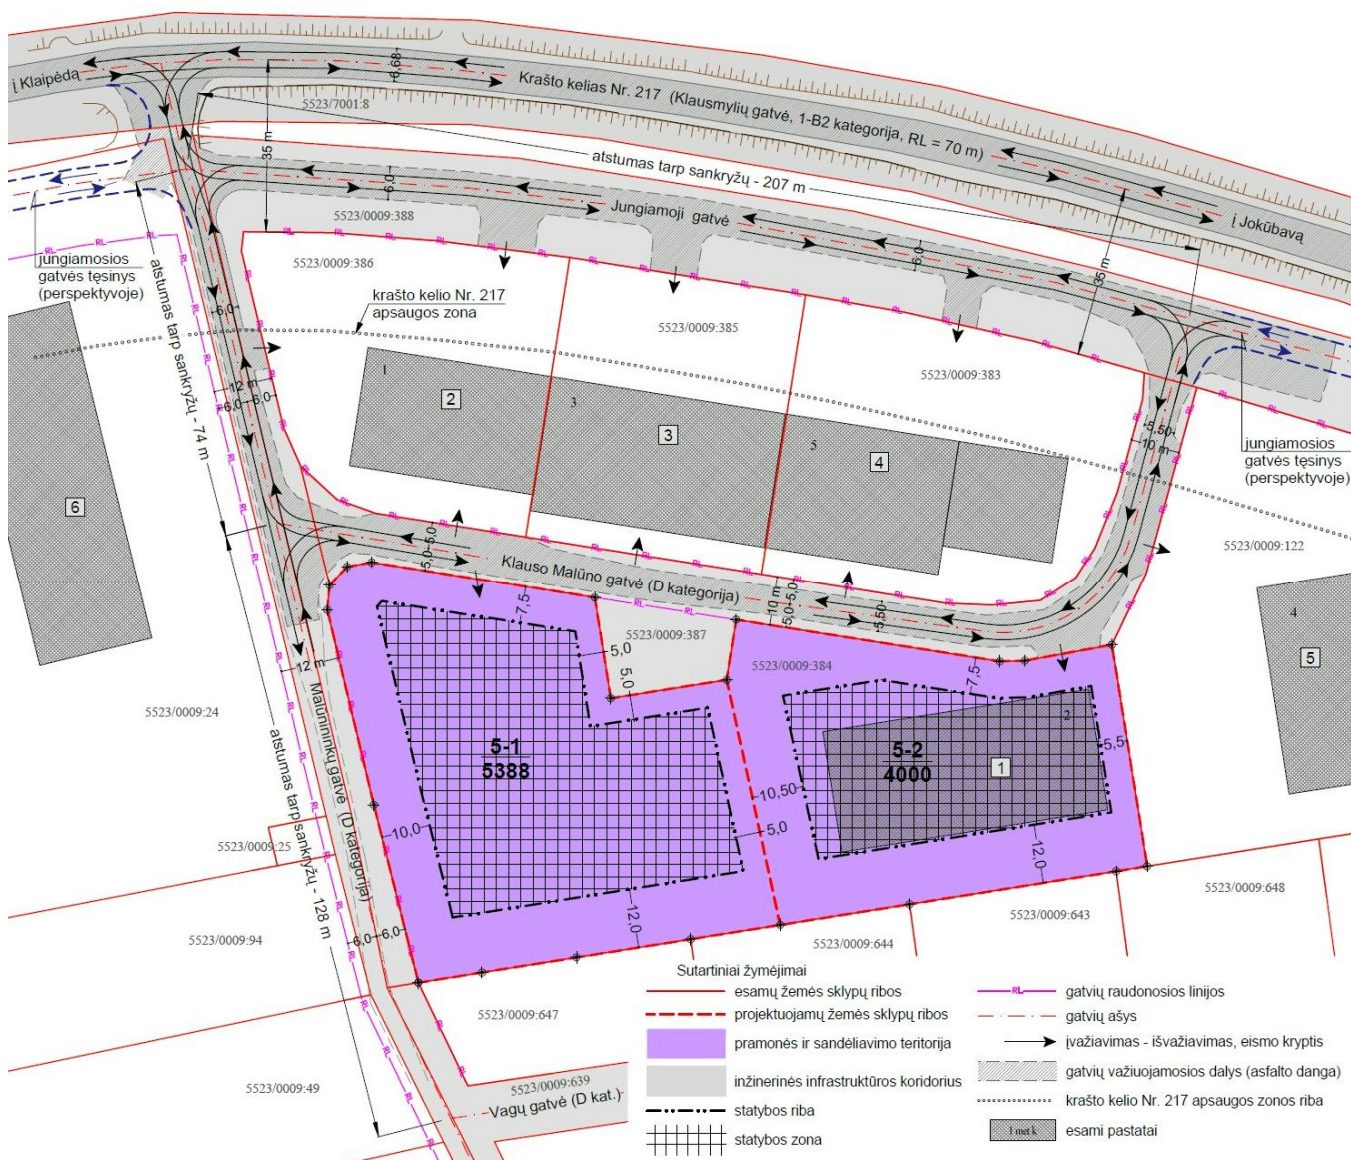 į Klaipėdą
6,68
Krašto kelias Nr. 217 (Klausmylių gatvė, 1-B2 kategorija, RL = 70 m)
į Jokūbavą
5523/7001:8
35 m
atstumas tarp sankryžų - 207 m
6,0
5523/0009:388
Jungiamoji gatvė
6,0
35 m
jungiamosios
gatvės tęsinys
(perspektyvoje)
5523/0009:386
krašto kelio Nr. 217
apsaugos zona
5523/0009:385
5523/0009:383
6,0
atstumas tarp sankryžų - 74 m
12 m
6,0 6,0
1
2
3
3
5
4
6
5,50
10 m
jungiamosios
gatvės tęsinys
(perspektyvoje)
5523/0009:122
5,0 5,0
Klauso Malūno gatvė (D kategorija)
10 m
5,0 5,0
5,50
7,5
5,0
5,0
5523/0009:387
5523/0009:384
7,5
4
5
12 m
5523/0009:24
Malūnininkų gatvė (D kategorija)
atstumas tarp sankryžų - 128 m
5-1
5388
2
5-2
4000
1
5,5
10,50
5,0
10,0
12,0
12,0
5523/0009:25
5523/0009:94
6,0 6,0
5523/0009:648
5523/0009:643
5523/0009:644
5523/0009:647
5523/0009:49
5523/0009:639
Vagų gatvė (D kat.)
Sutartiniai žymėjimai
esamų žemės sklypų ribos
projektuojamų žemės sklypų ribos
pramonės ir sandėliavimo teritorija
inžinerinės infrastruktūros koridorius
statybos riba
statybos zona
RL gatvių raudonosios linijos
gatvių ašys
įvažiavimas - išvažiavimas, eismo kryptis
gatvių važiuojamosios dalys (asfalto danga)
krašto kelio Nr. 217 apsaugos zonos riba
esami pastatai